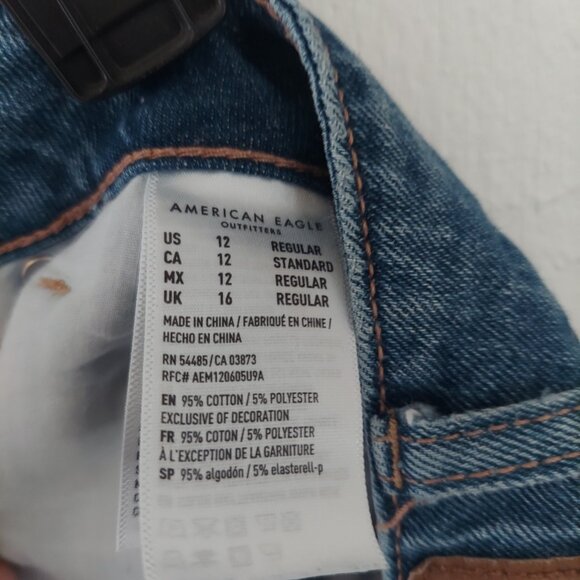 AMERICAN EAGLE
OUTFITTERS
US 12 REGULAR
CA 12 STANDARD
MX 12 REGULAR
UK 16 REGULAR
MADE IN CHINA / FABRIQUÉ EN CHINE /
HECHO EN CHINA
RN 54485/CA 03873
RFC# AEM120605U9A
EN 95% COTTON / 5% POLYESTER
EXCLUSIVE OF DECORATION
FR 95% COTON / 5% POLYESTER
À L'EXCEPTION DE LA GARNITURE
SP 95% algodón / 5% elasterell-p